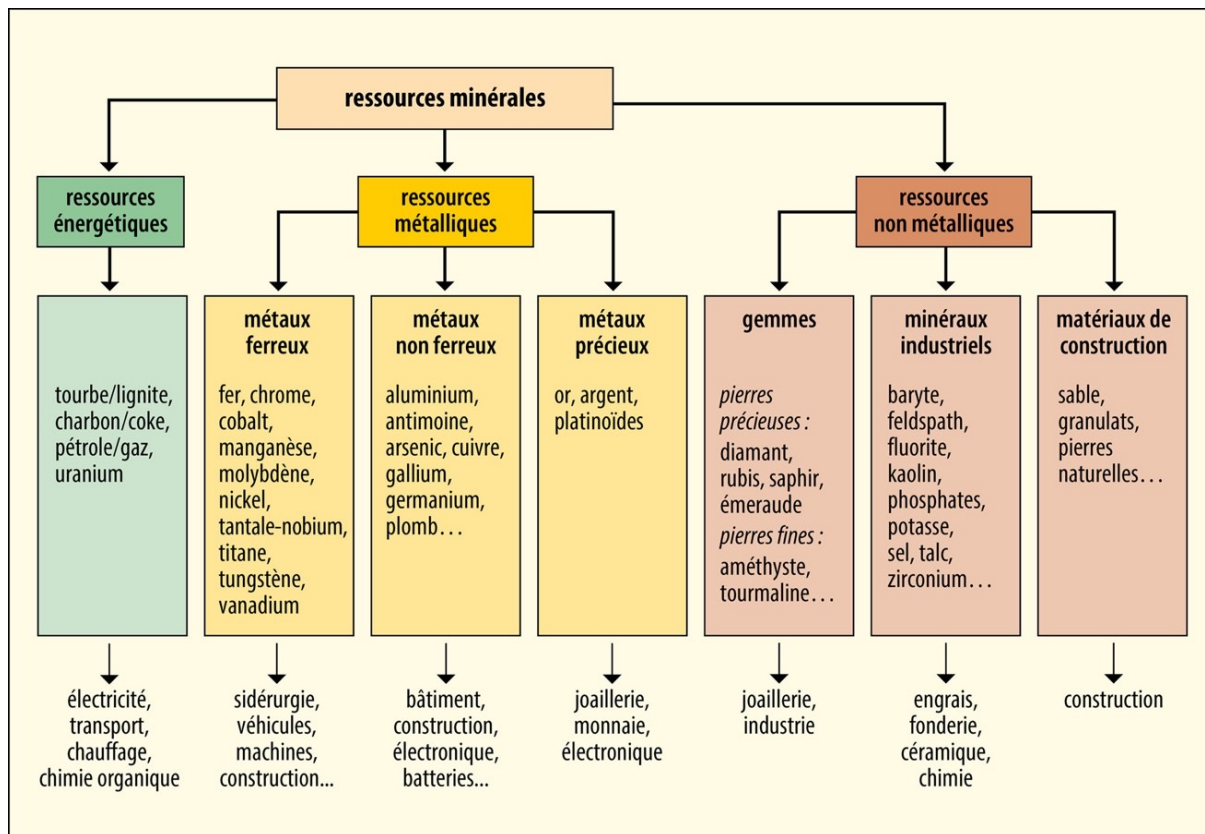 ressources minérales
ressources
énergétiques
ressources
métalliques
ressources
non métalliques
tourbe/lignite,
charbon/coke,
pétrole/gaz,
uranium
métaux
ferreux
fer, chrome,
cobalt,
manganèse,
molybdène,
nickel,
tantale-nobium,
titane,
tungstène,
vanadium
métaux
non ferreux
aluminium,
antimoine,
arsenic, cuivre,
gallium,
germanium,
plomb…
métaux
précieux
or, argent,
platinoïdes
gemmes
pierres
précieuses :
diamant,
rubis, saphir,
émeraude
pierres fines :
améthyste,
tourmaline…
minéraux
industriels
baryte,
feldspath,
fluorite,
kaolin,
phosphates,
potasse,
sel, talc,
zirconium…
matériaux de
construction
sable,
granulats,
pierres
naturelles…
électricité,
transport,
chauffage,
chimie organique
sidérurgie,
véhicules,
machines,
construction...
bâtiment,
construction,
électronique,
batteries...
joaillerie,
monnaie,
électronique
joaillerie,
industrie
engrais,
fonderie,
céramique,
chimie
construction